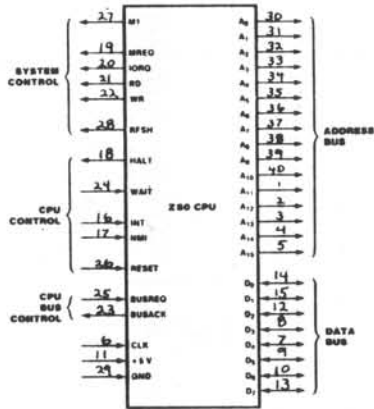 27 M1 A0 30
A1 31
SYSTEM CONTROL 19 MREQ A2 32
20 IORQ A3 33
21 RD A4 34
22 WR A5 35
A6 36
28 RFSH A7 37
A8 38
18 HALT A9 39
ADDRESS BUS
A10 40
24 WAIT A11 1
CPU CONTROL Z80 CPU A12 2
16 INT A13 3
17 NMI A14 4
A15 5
26 RESET
D0 14
CPU BUS CONTROL 25 BUSREQ D1 15
23 BUSACK D2 12
D3 8
6 CLK D4 7
DATA BUS
11 +5 V D5 9
29 GND D6 10
D7 13